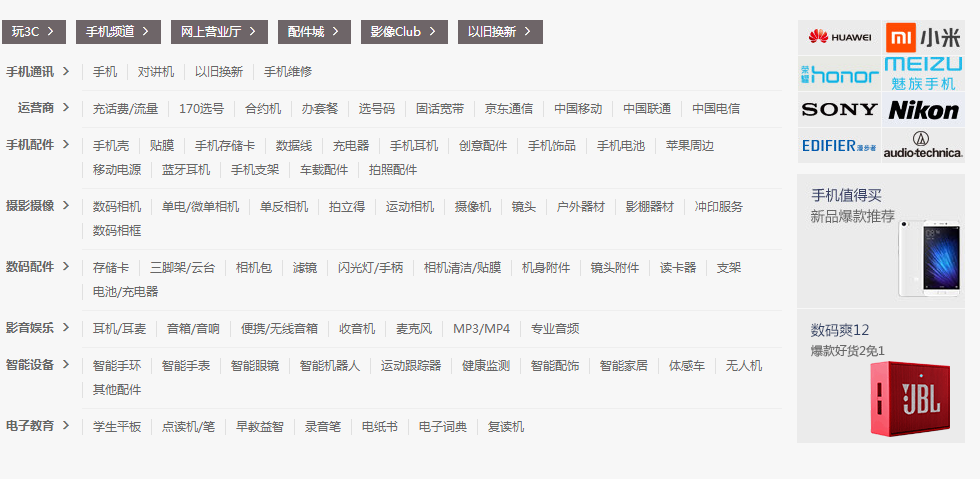 玩3C > 手机频道 > 网上营业厅 > 配件城 > 影像Club > 以旧换新 >
手机通讯 > 手机 对讲机 以旧换新 手机维修
运营商 > 充话费/流量 170选号 合约机 办套餐 选号码 固话宽带 京东通信 中国移动 中国联通 中国电信
手机配件 > 手机壳 贴膜 手机存储卡 数据线 充电器 手机耳机 创意配件 手机饰品 手机电池 苹果周边
移动电源 蓝牙耳机 手机支架 车载配件 拍照配件
摄影摄像 > 数码相机 单电/微单相机 单反相机 拍立得 运动相机 摄像机 镜头 户外器材 影棚器材 冲印服务
数码相框
数码配件 > 存储卡 三脚架/云台 相机包 滤镜 闪光灯/手柄 相机清洁/贴膜 机身附件 镜头附件 读卡器 支架
电池/充电器
影音娱乐 > 耳机/耳麦 音箱/音响 便携/无线音箱 收音机 麦克风 MP3/MP4 专业音频
智能设备 > 智能手环 智能手表 智能眼镜 智能机器人 运动跟踪器 健康监测 智能配饰 智能家居 体感车 无人机
其他配件
电子教育 > 学生平板 点读机/笔 早教益智 录音笔 电纸书 电子词典 复读机
HUAWEI mi 小米
荣耀 honor MEIZU
魅族手机
SONY Nikon
EDIFIER 漫步者 audio-technica.
手机值得买
新品爆款推荐
数码爽12
爆款好货2免1
JBL